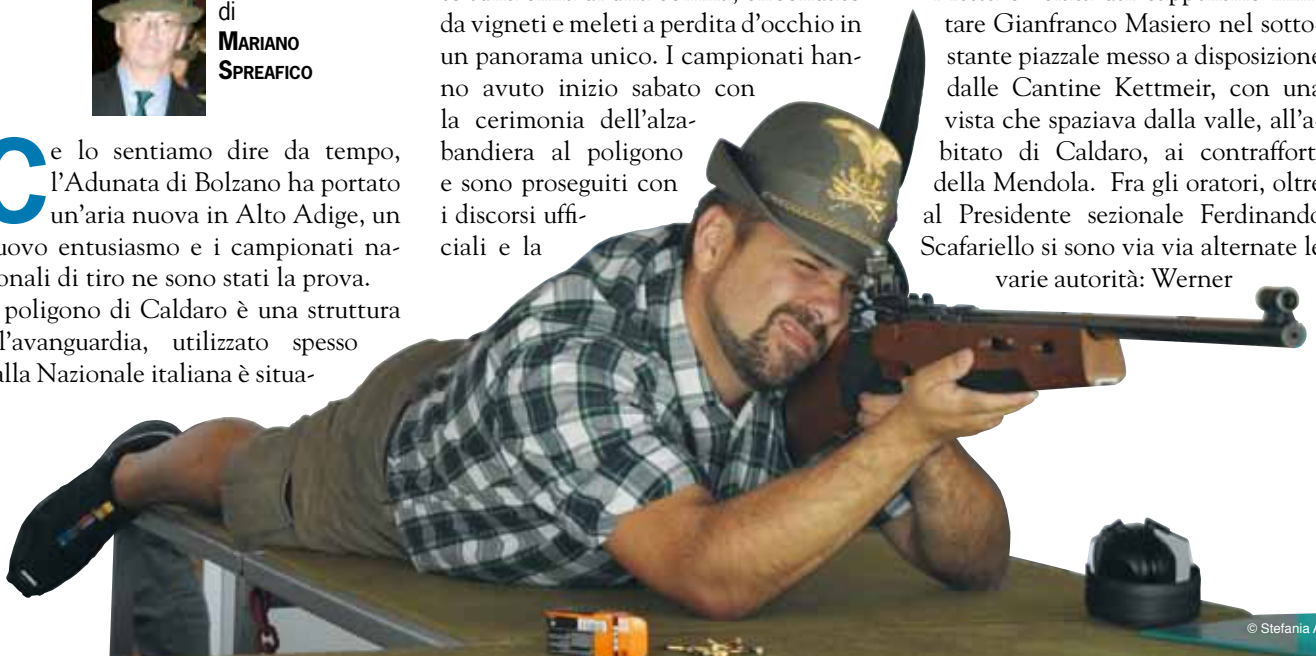 di
MARIANO
SPREAFICO
Ce lo sentiamo dire da tempo,
l'Adunata di Bolzano ha portato
un'aria nuova in Alto Adige, un
uovo entusiasmo e i campionati na-
onali di tiro ne sono stati la prova.
poligono di Caldaro è una struttura
l'avanguardia, utilizzato spesso
alla Nazionale italiana è situa-
da vigneti e meleti a perdita d'occhio in
un panorama unico. I campionati han-
no avuto inizio sabato con
la cerimonia dell'alza-
bandiera al poligono
e sono proseguiti con
i discorsi uffi-
ciali e la
tare Gianfranco Masiero nel sotto-
stante piazzale messo a disposizione
dalle Cantine Kettmeir, con una
vista che spaziava dalla valle, all'a-
bitato di Caldaro, ai contraffort
della Mendola. Fra gli oratori, oltre
al Presidente sezionale Ferdinando
Scafariello si sono via via alternate le
varie autorità: Werner
© Stefania